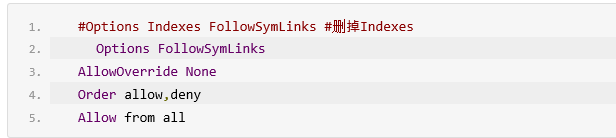 1. #Options Indexes FollowSymLinks #删掉Indexes
2. Options FollowSymLinks
3. AllowOverride None
4. Order allow,deny
5. Allow from all